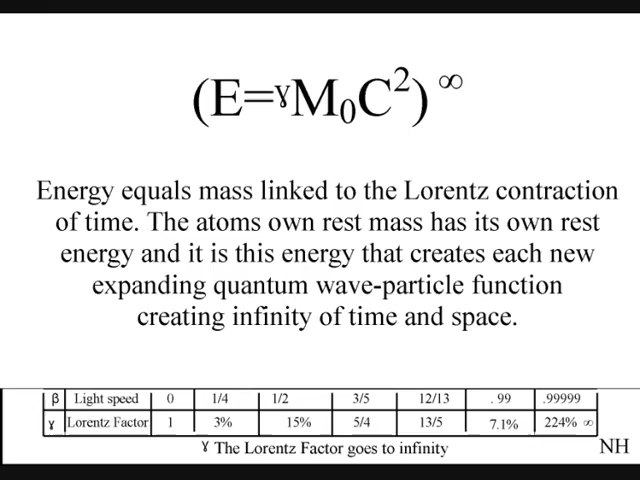 (E=ɣM₀C²)^∞
Energy equals mass linked to the Lorentz contraction
of time. The atoms own rest mass has its own rest
energy and it is this energy that creates each new
expanding quantum wave-particle function
creating infinity of time and space.
β Light speed 0 1/4 1/2 3/5 12/13 . 99 .99999
ɣ Lorentz Factor 1 3% 15% 5/4 13/5 7.1% 224% ∞
ɣ The Lorentz Factor goes to infinity
NH